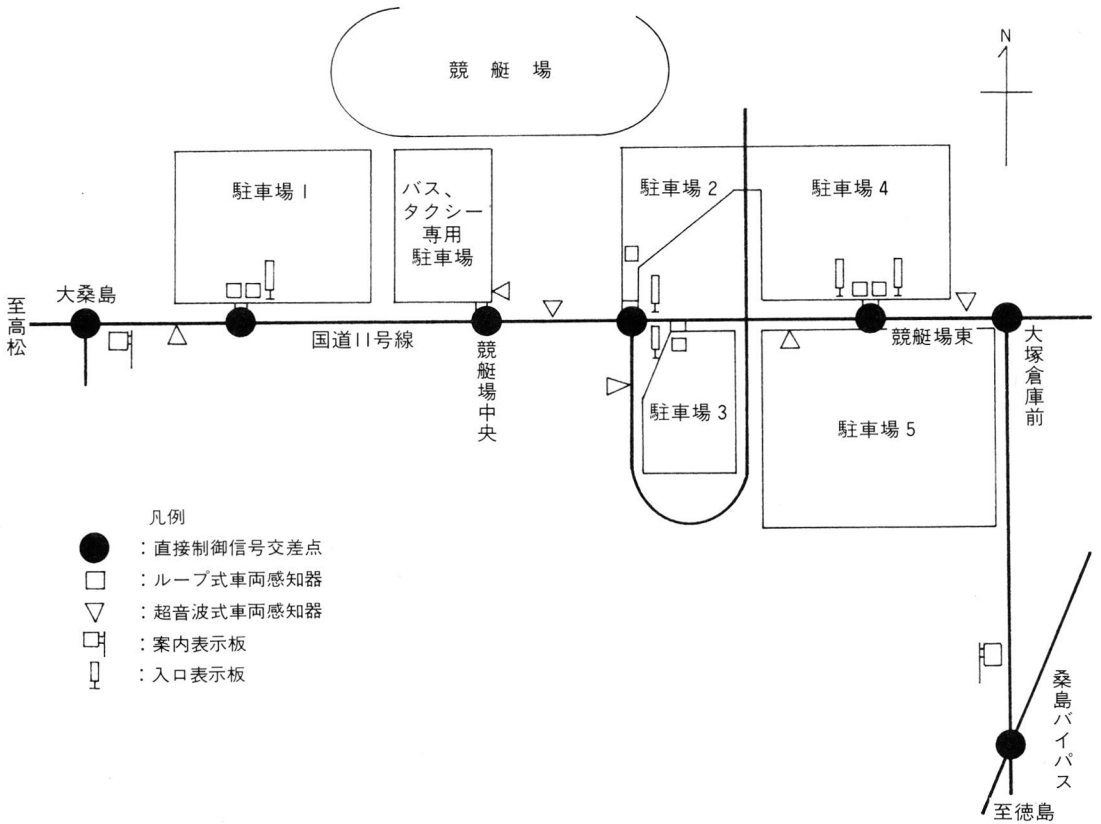 競艇場
N
駐車場1
バス、
タクシー
専用
駐車場
駐車場2
駐車場4
大桑島
至高松
国道11号線
競艇場中央
競艇場東
大塚倉庫前
駐車場3
駐車場5
凡例
：直接制御信号交差点
：ループ式車両感知器
：超音波式車両感知器
：案内表示板
：入口表示板
桑島バイパス
至徳島